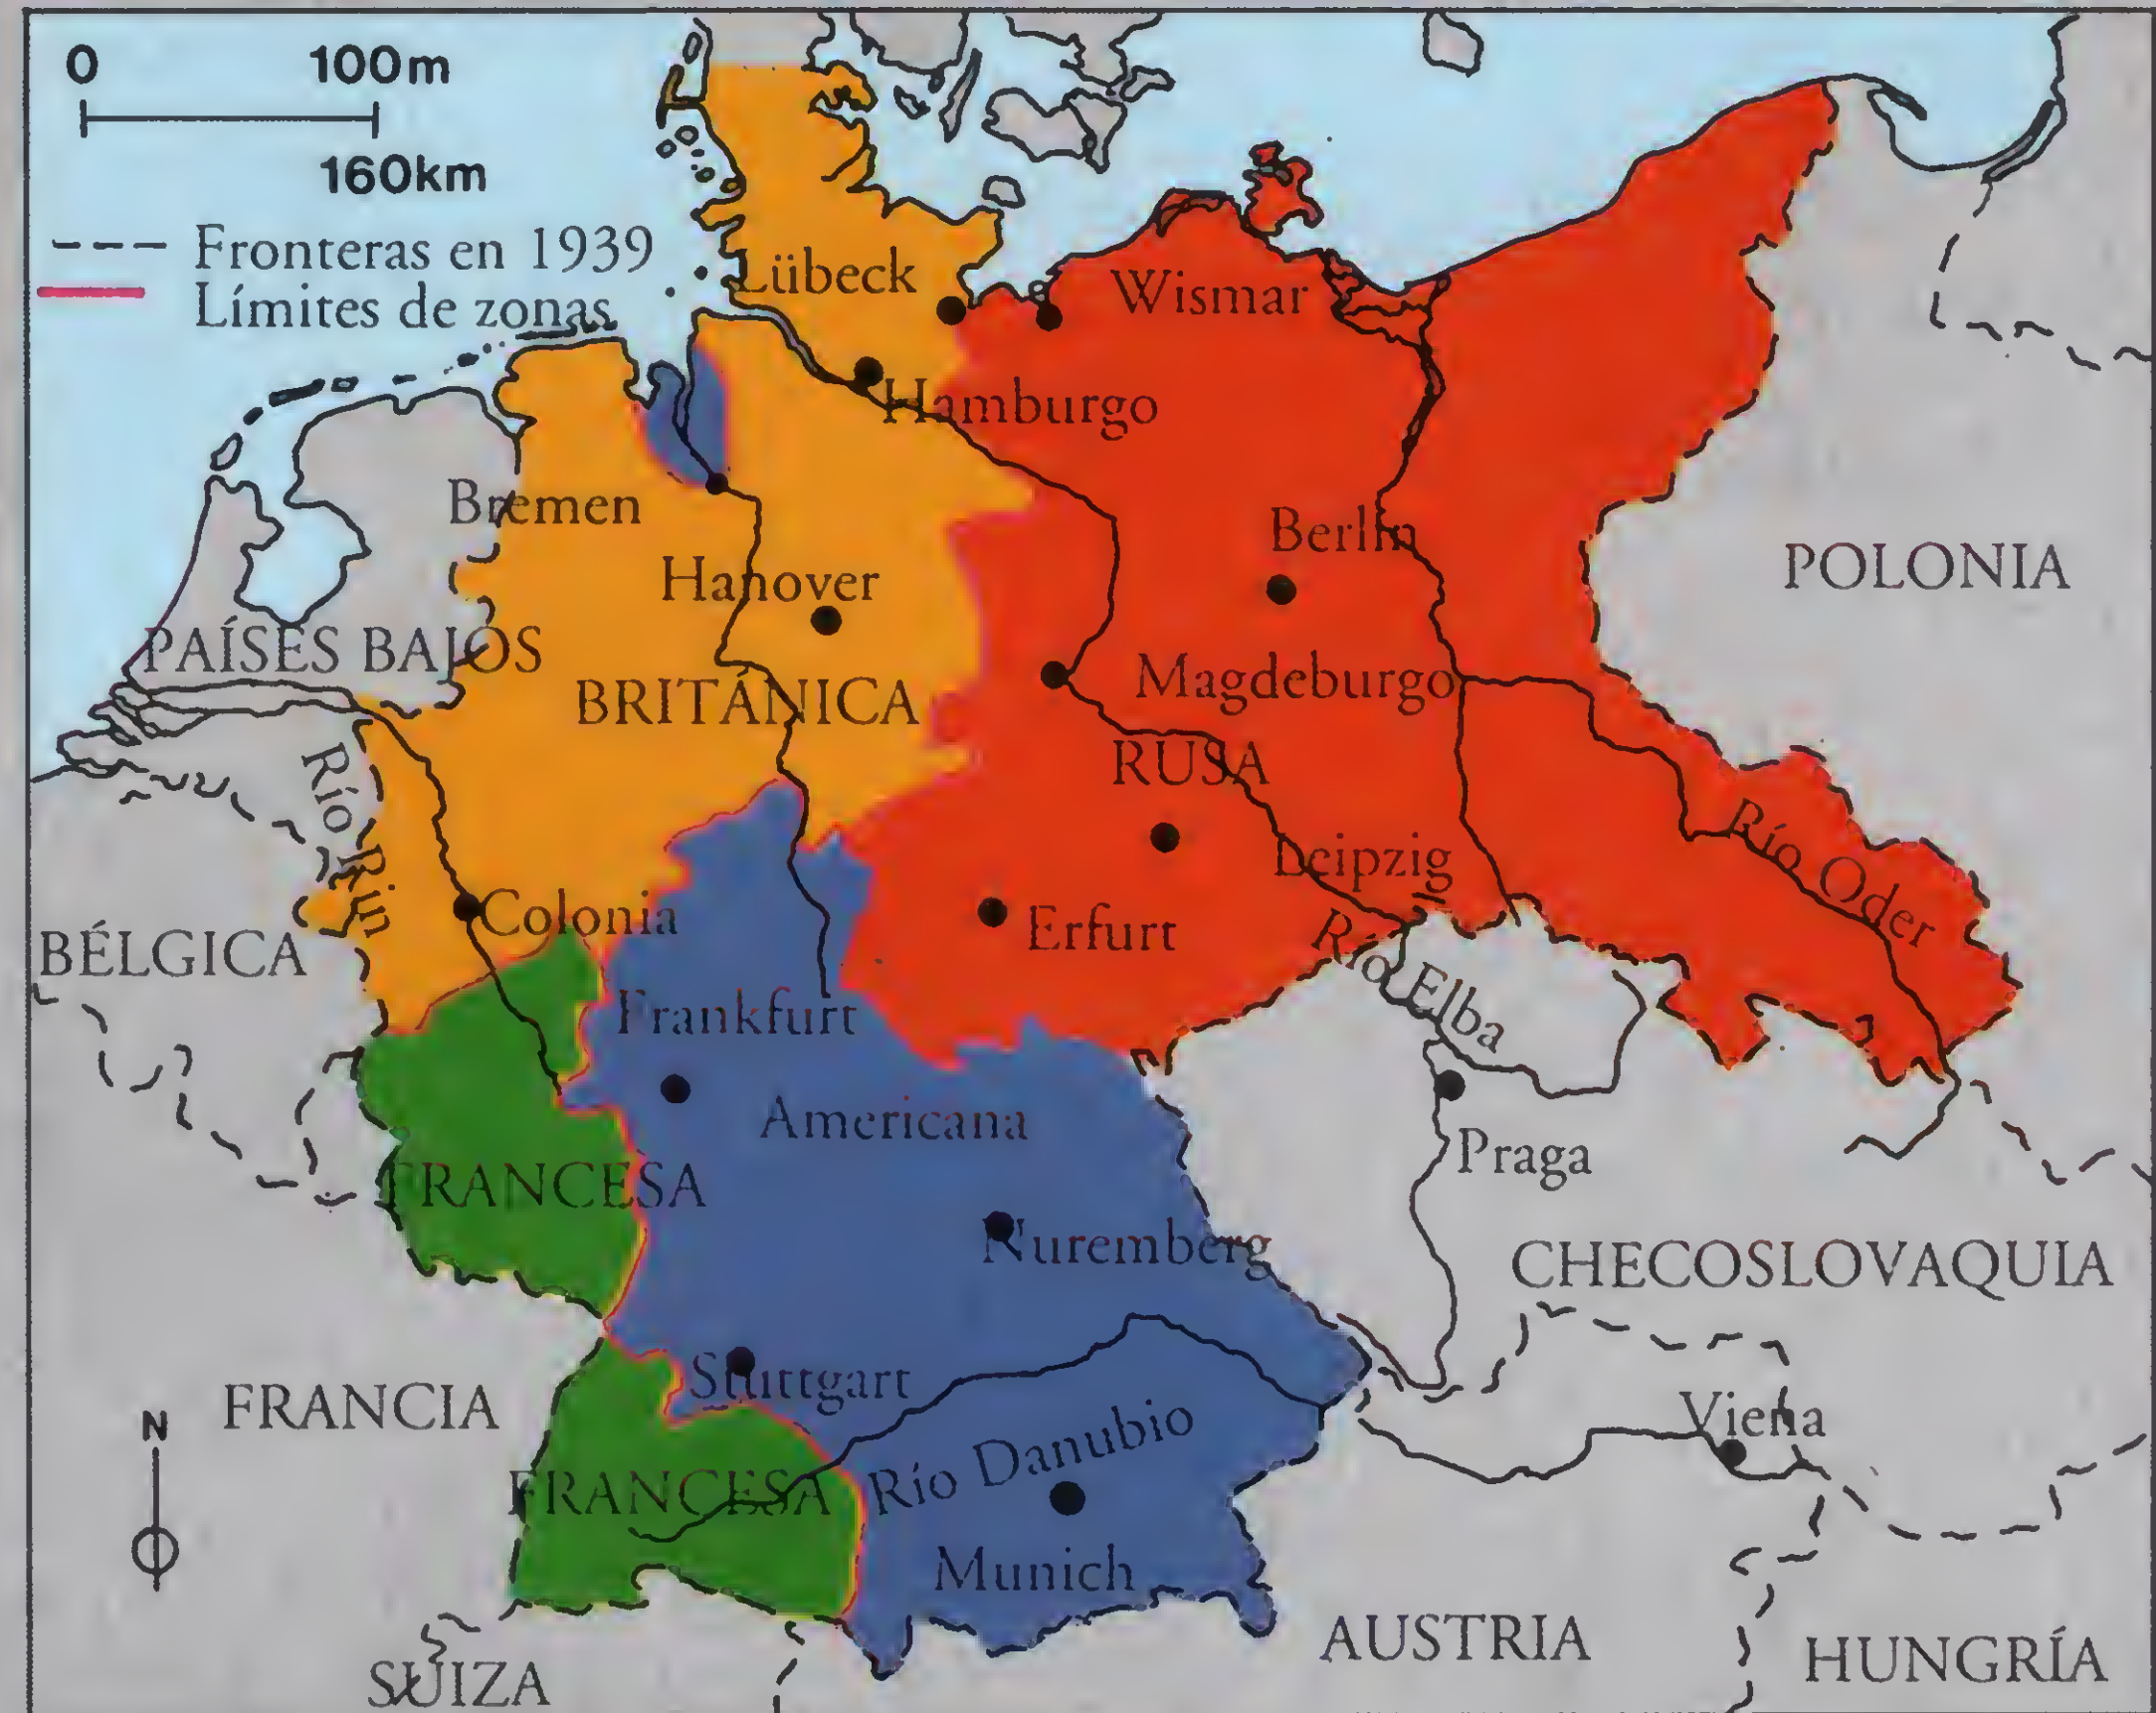 0 100m
160km
Fronteras en 1939
Límites de zonas
Lübeck
Wismar
Hamburgo
Bremen
Berlin
Hanover
POLONIA
PAÍSES BAJOS
BRITÁNICA
Magdeburgo
RUSA
Río Rin
Leipzig
Río Oder
Colonia
Erfurt
BÉLGICA
Río Elba
Frankfurt
Americana
Praga
FRANCESA
Nuremberg
CHECOSLOVAQUIA
Stuttgart
FRANCIA
N
Viena
Río Danubio
FRANCESA
Munich
AUSTRIA
HUNGRÍA
SUIZA